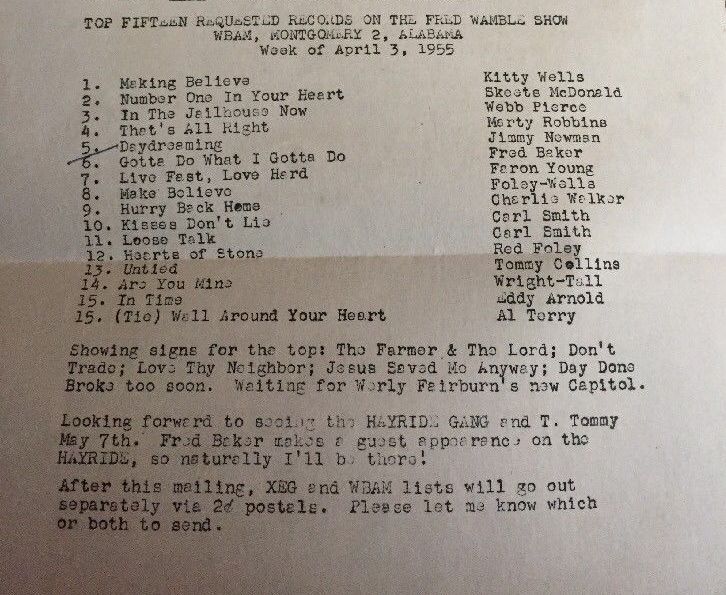 TOP FIFTEEN REQUESTED RECORDS ON THE FRED WAMBLE SHOW
WBAM, MONTGOMERY 2, ALABAMA
Week of April 3, 1955
1. Making Believe Kitty Wells
2. Number One In Your Heart Skeets McDonald
3. In The Jailhouse Now Webb Pierce
4. That's All Right Marty Robbins
5. Daydreaming Jimmy Newman
6. Gotta Do What I Gotta Do Fred Baker
7. Live Fast, Love Hard Faron Young
8. Make Believe Foley-Wells
9. Hurry Back Home Charlie Walker
10. Kisses Don't Lie Carl Smith
11. Loose Talk Carl Smith
12. Hearts of Stone Red Foley
13. Untied Tommy Collins
14. Are You Mine Wright-Tall
15. In Time Eddy Arnold
15. (Tie) Wall Around Your Heart Al Terry
Showing signs for the top: The Farmer & The Lord; Don't
Trade; Love Thy Neighbor; Jesus Saved Me Anyway; Day Done
Broke too soon. Waiting for Werly Fairburn's new Capitol.
Looking forward to seeing the HAYRIDE GANG and T. Tommy
May 7th. Fred Baker makes a guest appearance on the
HAYRIDE, so naturally I'll be there!
After this mailing, XEG and WBAM lists will go out
separately via 2¢ postals. Please let me know which
or both to send.